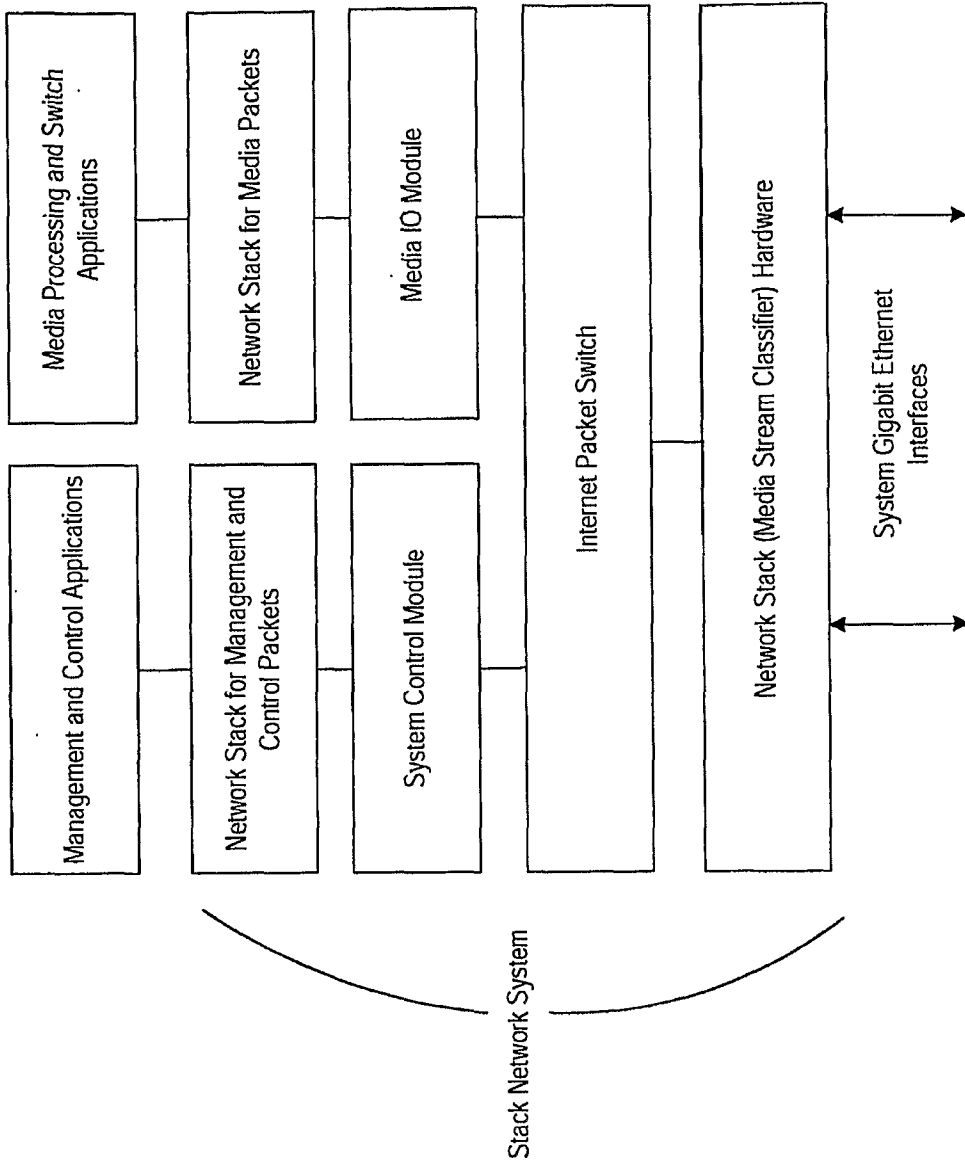 Management and Control Applications
Media Processing and Switch
Applications
Network Stack for Management and
Control Packets
Network Stack for Media Packets
System Control Module
Media IO Module
Internet Packet Switch
Network Stack (Media Stream Classifier) Hardware
System Gigabit Ethernet
Interfaces
Stack Network System